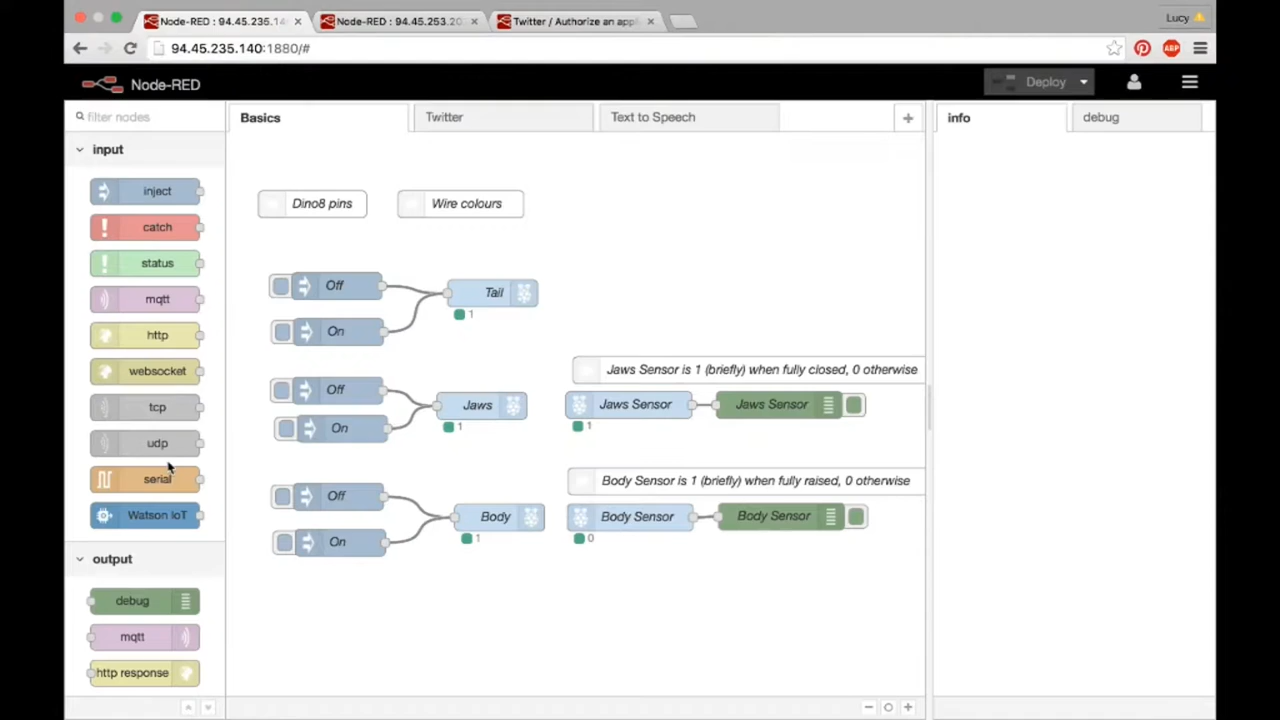 Node-RED : 94.45.236.14
Node-RED : 94.45.253.20
Twitter / Authorize an appl
Lucy
94.45.235.140:1880/#
ABP
Node-RED
Deploy
filter nodes
Basics
Twitter
Text to Speech
+
info
debug
input
inject
catch
status
mqtt
http
websocket
tcp
udp
serial
Watson IoT
output
debug
mqtt
http response
Dino8 pins
Wire colours
Off
On
Tail
1
Off
On
Jaws
1
Jaws Sensor is 1 (briefly) when fully closed, 0 otherwise
Jaws Sensor
1
Jaws Sensor
Off
On
Body
1
Body Sensor is 1 (briefly) when fully raised, 0 otherwise
Body Sensor
0
Body Sensor